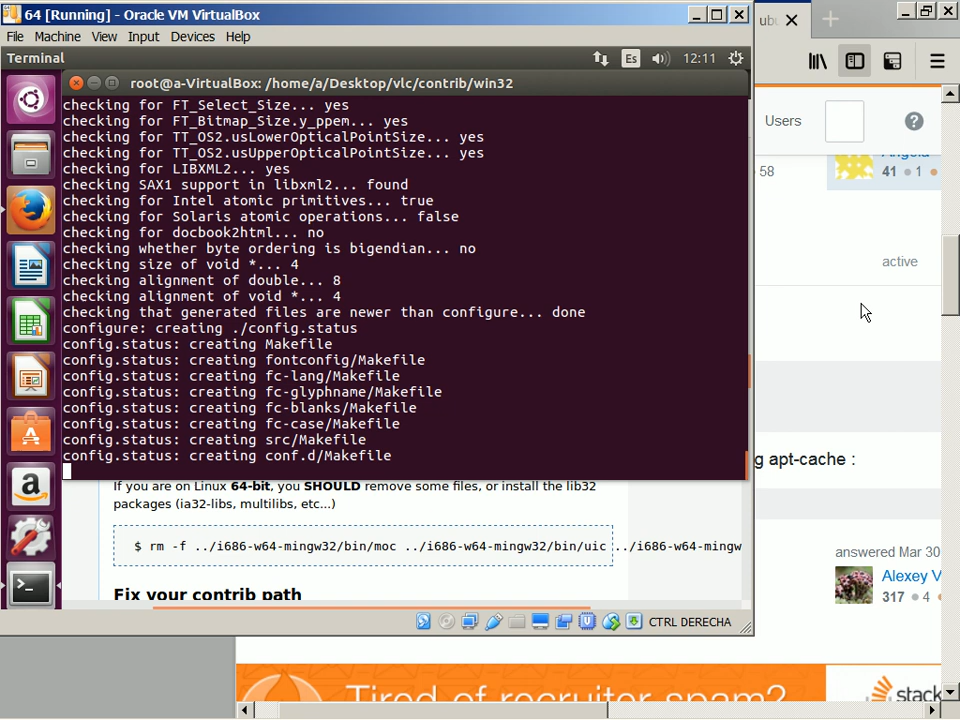 64 [Running] - Oracle VM VirtualBox
File Machine View Input Devices Help
Terminal
Es
12:11
root@a-VirtualBox: /home/a/Desktop/vlc/contrib/win32
checking for FT_Select_Size... yes
checking for FT_Bitmap_Size.y_ppem... yes
checking for TT_OS2.usLowerOpticalPointSize... yes
checking for TT_OS2.usUpperOpticalPointSize... yes
checking for LIBXML2... yes
checking SAX1 support in libxml2... found
checking for Intel atomic primitives... true
checking for Solaris atomic operations... false
checking for docbook2html... no
checking whether byte ordering is bigendian... no
checking size of void *... 4
checking alignment of double... 8
checking alignment of void *... 4
checking that generated files are newer than configure... done
configure: creating ./config.status
config.status: creating Makefile
config.status: creating fontconfig/Makefile
config.status: creating fc-lang/Makefile
config.status: creating fc-glyphname/Makefile
config.status: creating fc-blanks/Makefile
config.status: creating fc-case/Makefile
config.status: creating src/Makefile
config.status: creating conf.d/Makefile
If you are on Linux 64-bit, you SHOULD remove some files, or install the lib32
packages (ia32-libs, multilibs, etc...)
$ rm -f ../i686-w64-mingw32/bin/moc ../i686-w64-mingw32/bin/uic ../i686-w64-mingw
Fix your contrib path
CTRL DERECHA
ubu
Users
58
41 1
active
g apt-cache :
answered Mar 30
Alexey V
317 4
Tired of recruiter spam?
stack